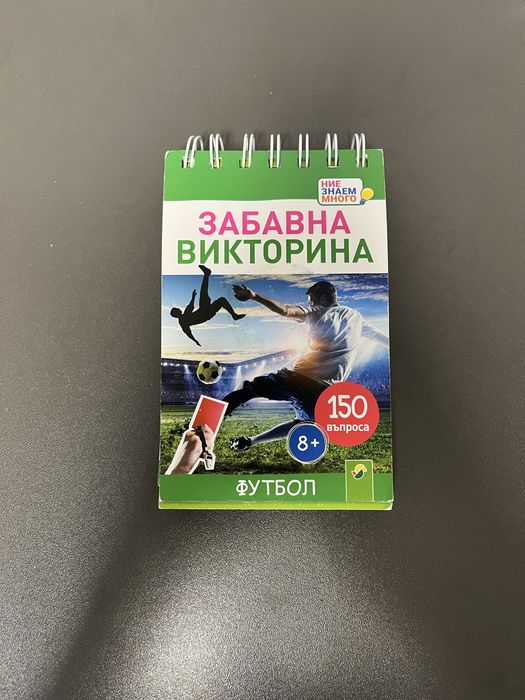 НИЕ
ЗНАЕМ
МНОГО
ЗАБАВНА
ВИКТОРИНА
150
въпроса
8+
ФУТБОЛ